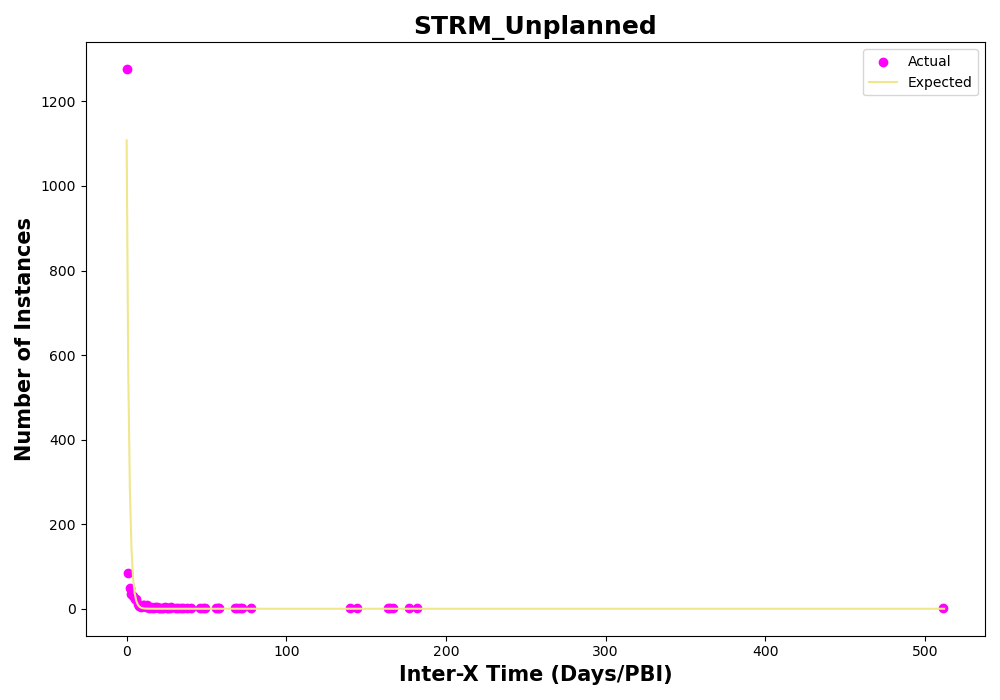 STRM_Unplanned
Actual
Expected
Number of Instances
1200
1000
800
600
400
200
0
0 100 200 300 400 500
Inter-X Time (Days/PBI)